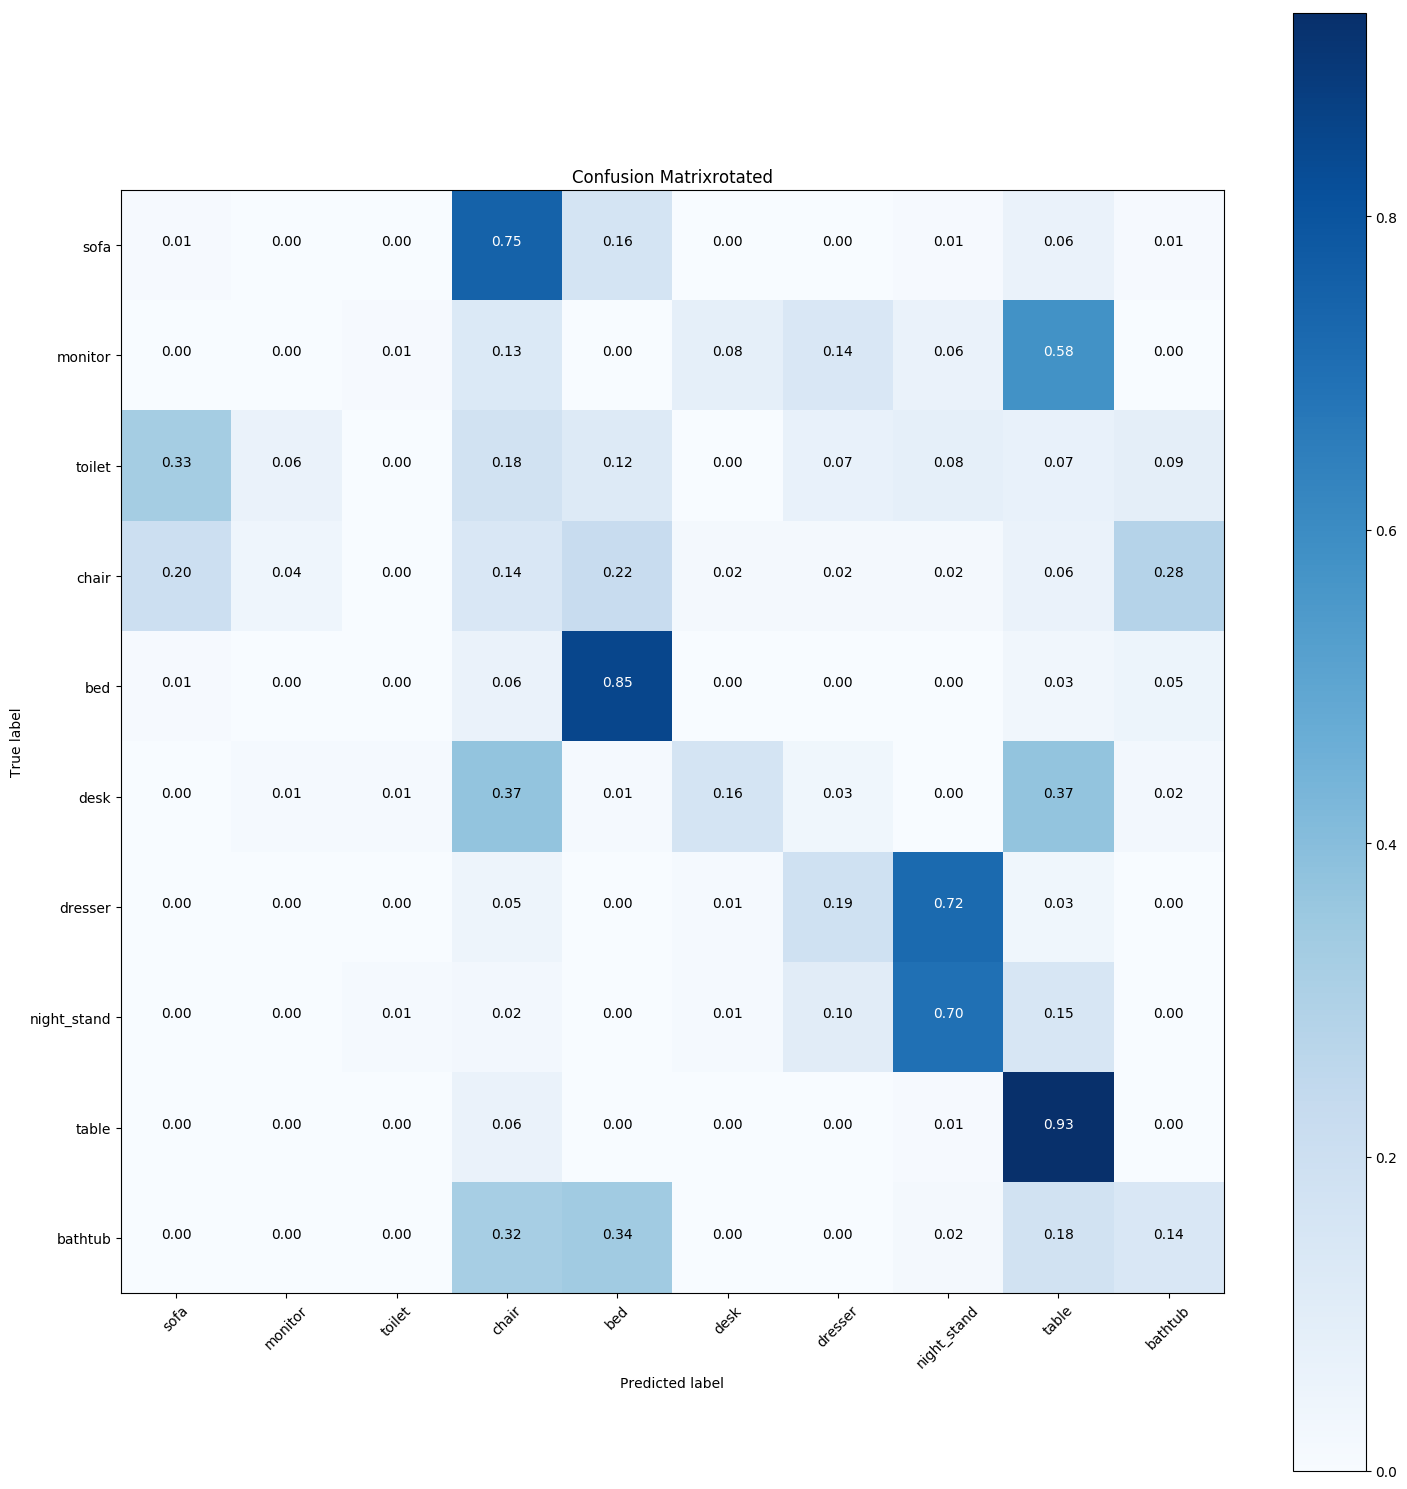 Confusion Matrixrotated
sofa 0.01 0.00 0.00 0.75 0.16 0.00 0.00 0.01 0.06 0.01
monitor 0.00 0.00 0.01 0.13 0.00 0.08 0.14 0.06 0.58 0.00
toilet 0.33 0.06 0.00 0.18 0.12 0.00 0.07 0.08 0.07 0.09
chair 0.20 0.04 0.00 0.14 0.22 0.02 0.02 0.02 0.06 0.28
bed 0.01 0.00 0.00 0.06 0.85 0.00 0.00 0.00 0.03 0.05
desk 0.00 0.01 0.01 0.37 0.01 0.16 0.03 0.00 0.37 0.02
dresser 0.00 0.00 0.00 0.05 0.00 0.01 0.19 0.72 0.03 0.00
night_stand 0.00 0.00 0.01 0.02 0.00 0.01 0.10 0.70 0.15 0.00
table 0.00 0.00 0.00 0.06 0.00 0.00 0.00 0.01 0.93 0.00
bathtub 0.00 0.00 0.00 0.32 0.34 0.00 0.00 0.02 0.18 0.14
sofa monitor toilet chair bed desk dresser night_stand table bathtub
Predicted label
True label
0.8
0.6
0.4
0.2
0.0